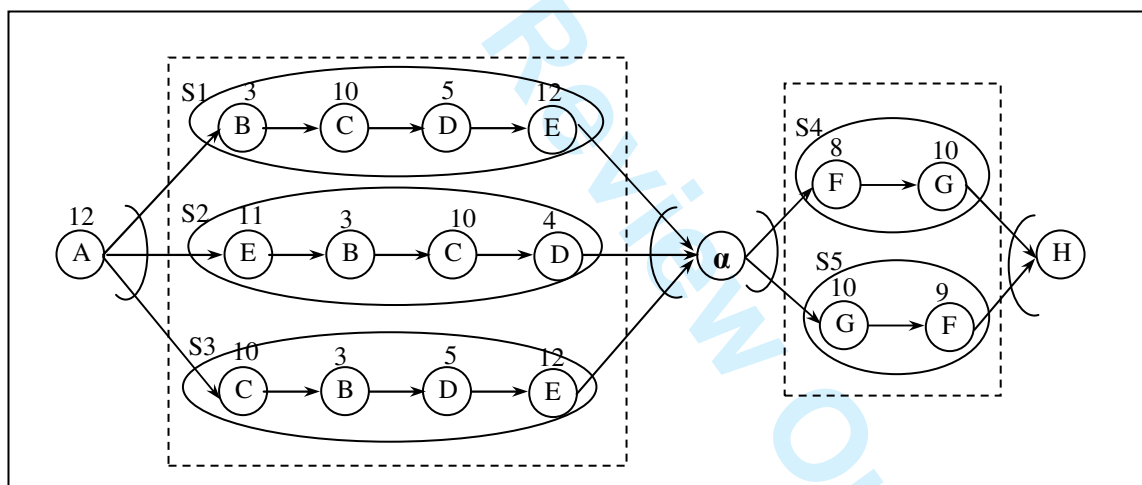 S1 3 10 5 12
B C D E
S4
8 10
F G
12
A
S2 11 3 10 4
E B C D
α
H
S5
10 9
G F
S3 10 3 5 12
C B D E
Review O